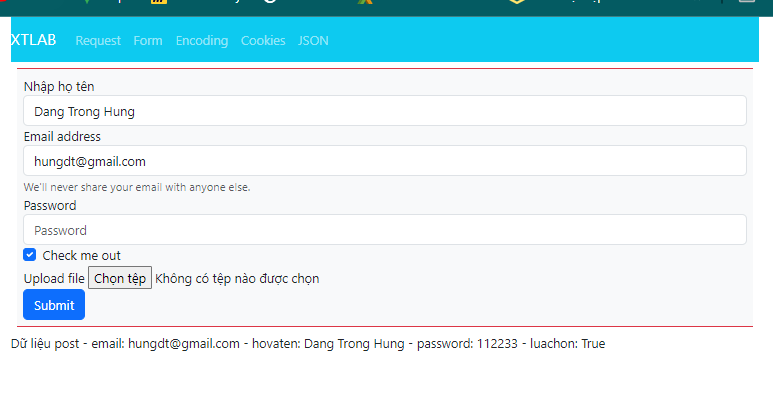 XTLAB Request Form Encoding Cookies JSON
Nhập họ tên
Dang Trong Hung
Email address
hungdt@gmail.com
We'll never share your email with anyone else.
Password
Password
Check me out
Upload file Chọn tệp Không có tệp nào được chọn
Submit
Dữ liệu post - email: hungdt@gmail.com - hovaten: Dang Trong Hung - password: 112233 - luachon: True